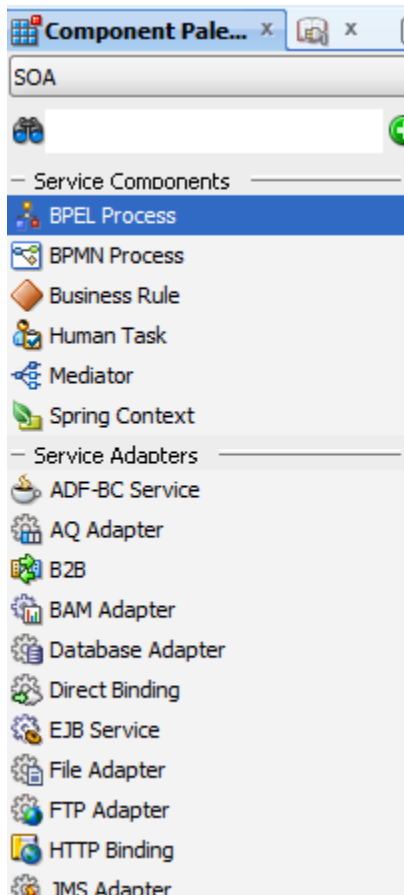 Component Pale...
SOA
Service Components
BPEL Process
BPMN Process
Business Rule
Human Task
Mediator
Spring Context
Service Adapters
ADF-BC Service
AQ Adapter
B2B
BAM Adapter
Database Adapter
Direct Binding
EJB Service
File Adapter
FTP Adapter
HTTP Binding
JMS Adapter